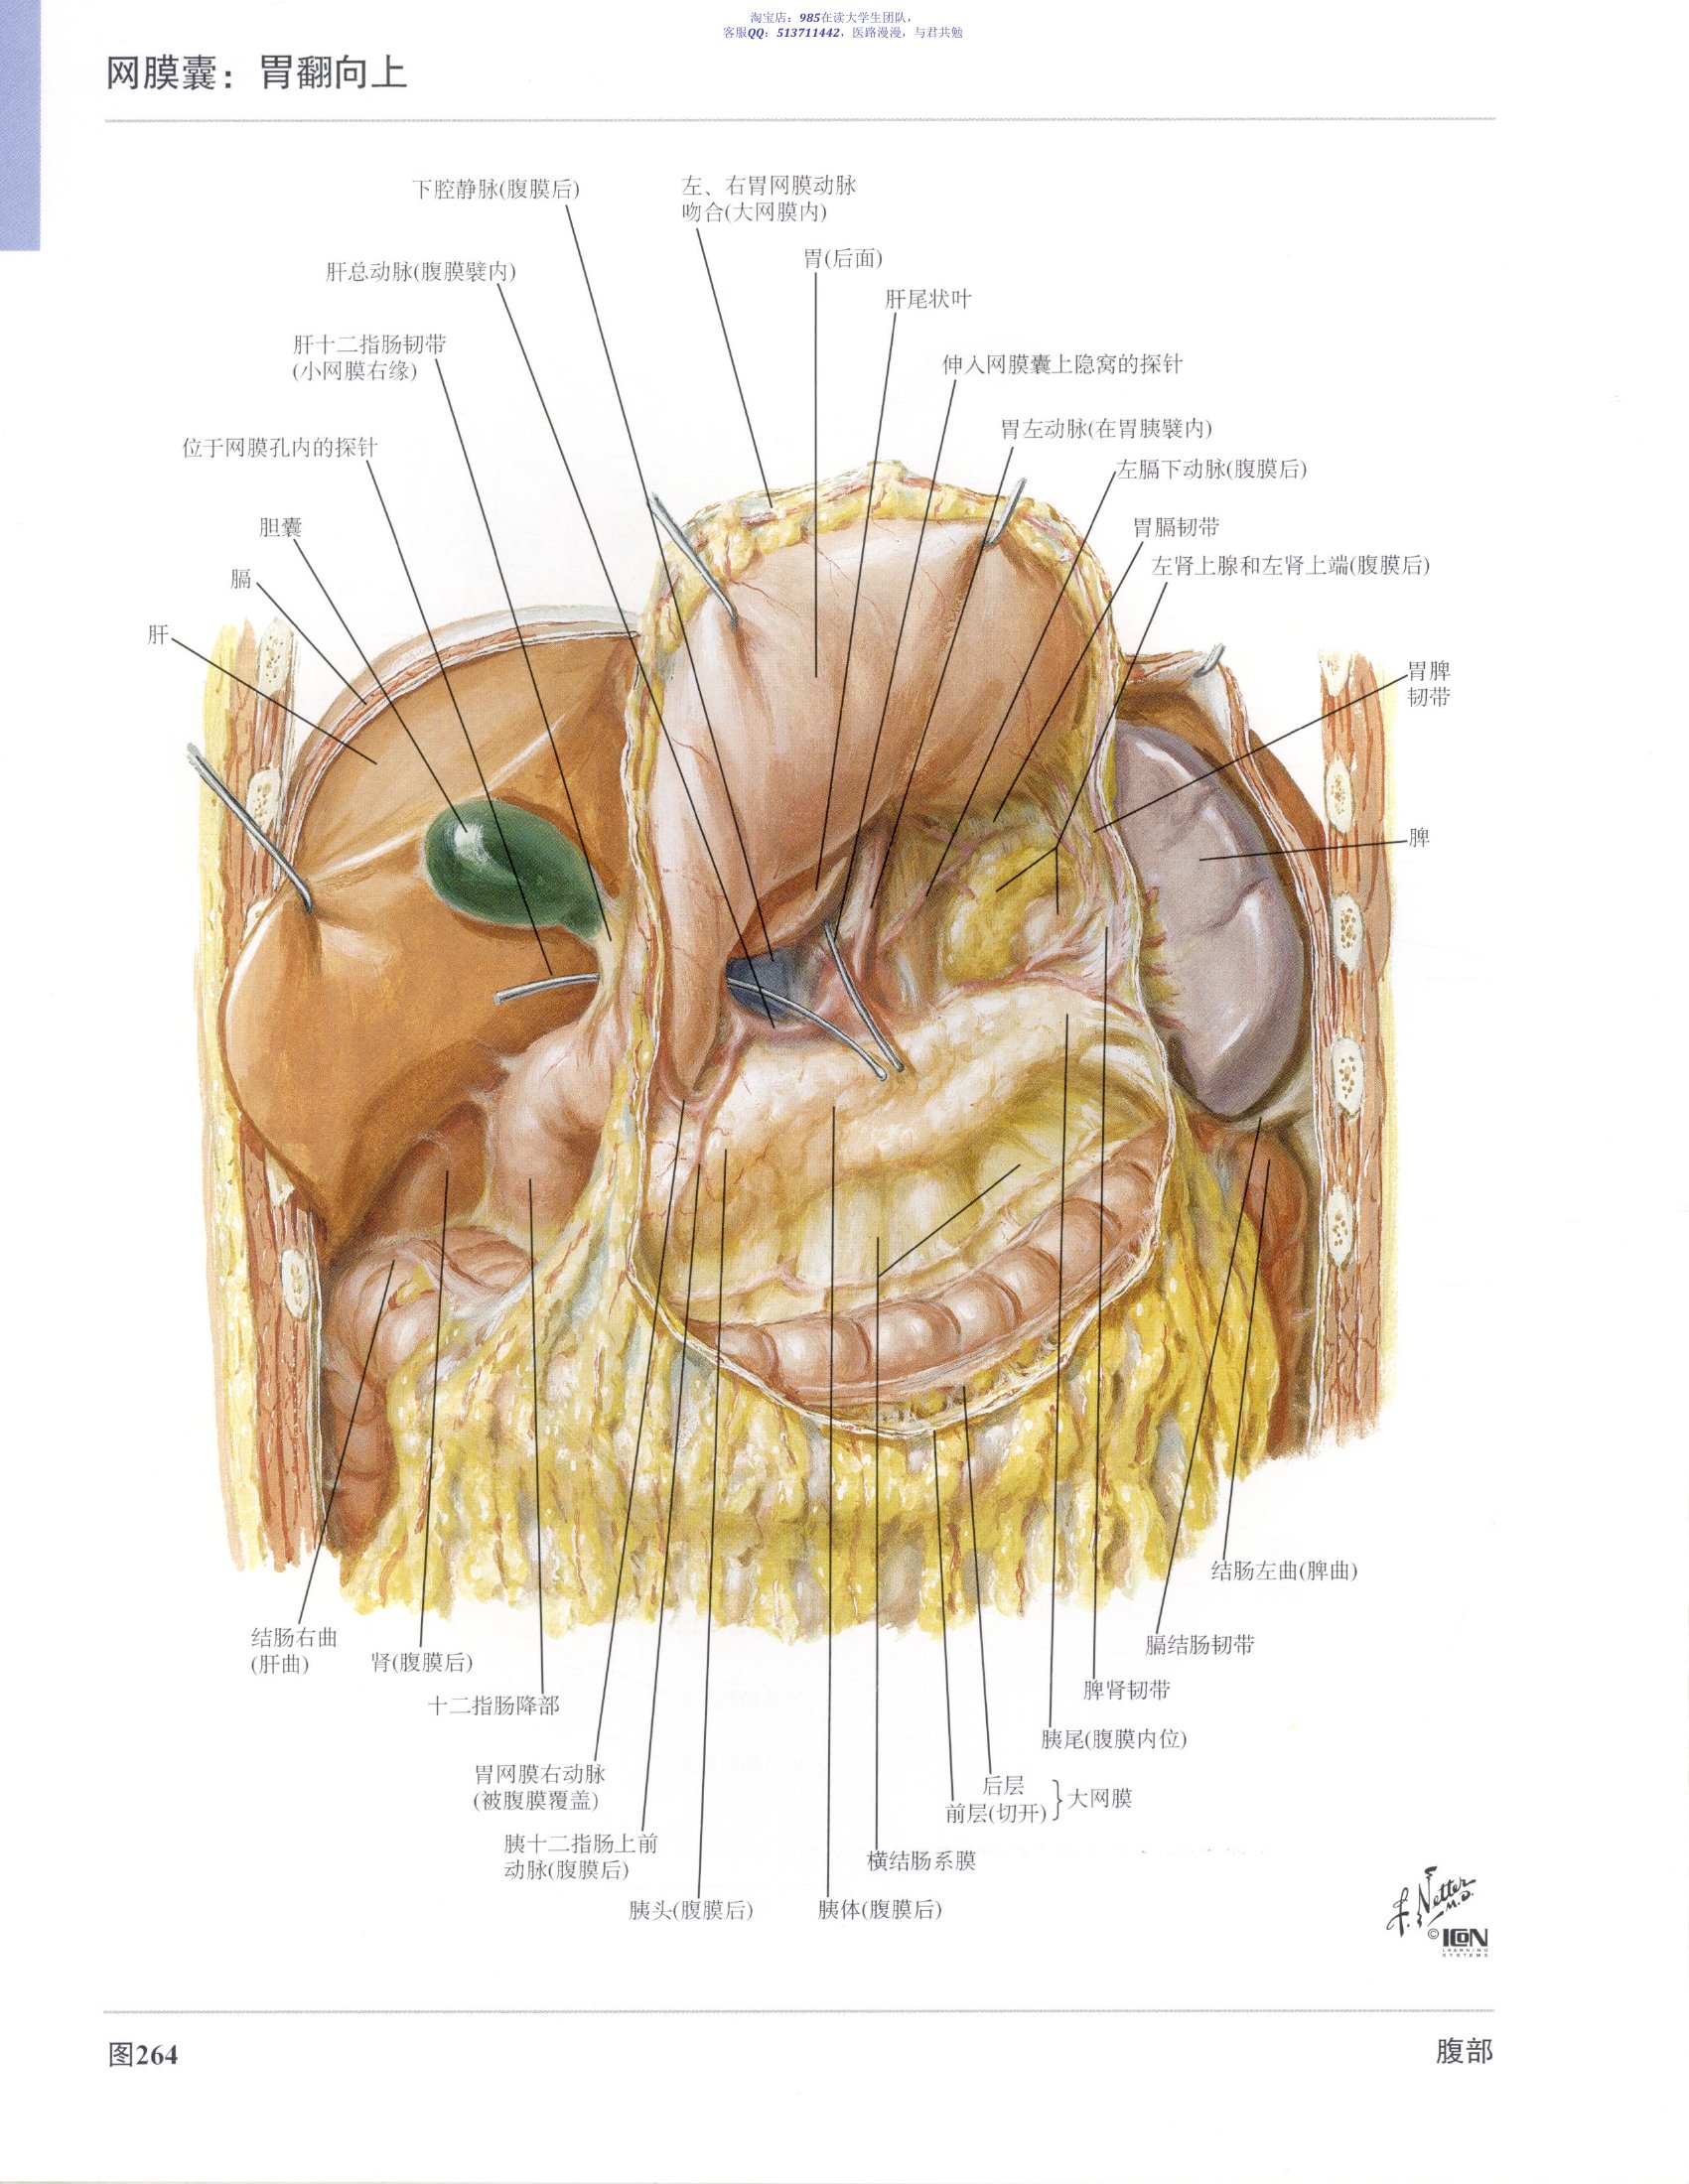 淘宝店：985在读大学生团队，
客服QQ：513711442，医路漫漫，与君共勉
网膜囊：胃翻向上
下腔静脉(腹膜后)
左、右胃网膜动脉
吻合(大网膜内)
胃(后面)
肝总动脉(腹膜襞内)
肝尾状叶
肝十二指肠韧带
(小网膜右缘)
伸入网膜囊上隐窝的探针
胃左动脉(在胃胰襞内)
位于网膜孔内的探针
左膈下动脉(腹膜后)
胆囊
胃膈韧带
膈
左肾上腺和左肾上端(腹膜后)
肝
胃脾
韧带
脾
结肠左曲(脾曲)
结肠右曲
(肝曲)
肾(腹膜后)
膈结肠韧带
脾肾韧带
十二指肠降部
胰尾(腹膜内位)
胃网膜右动脉
(被腹膜覆盖)
后层
前层(切开)
大网膜
胰十二指肠上前
动脉(腹膜后)
横结肠系膜
胰头(腹膜后)
胰体(腹膜后)
F. Netter
M.D.
© ICON
LEARNING
SYSTEMS
图264
腹部